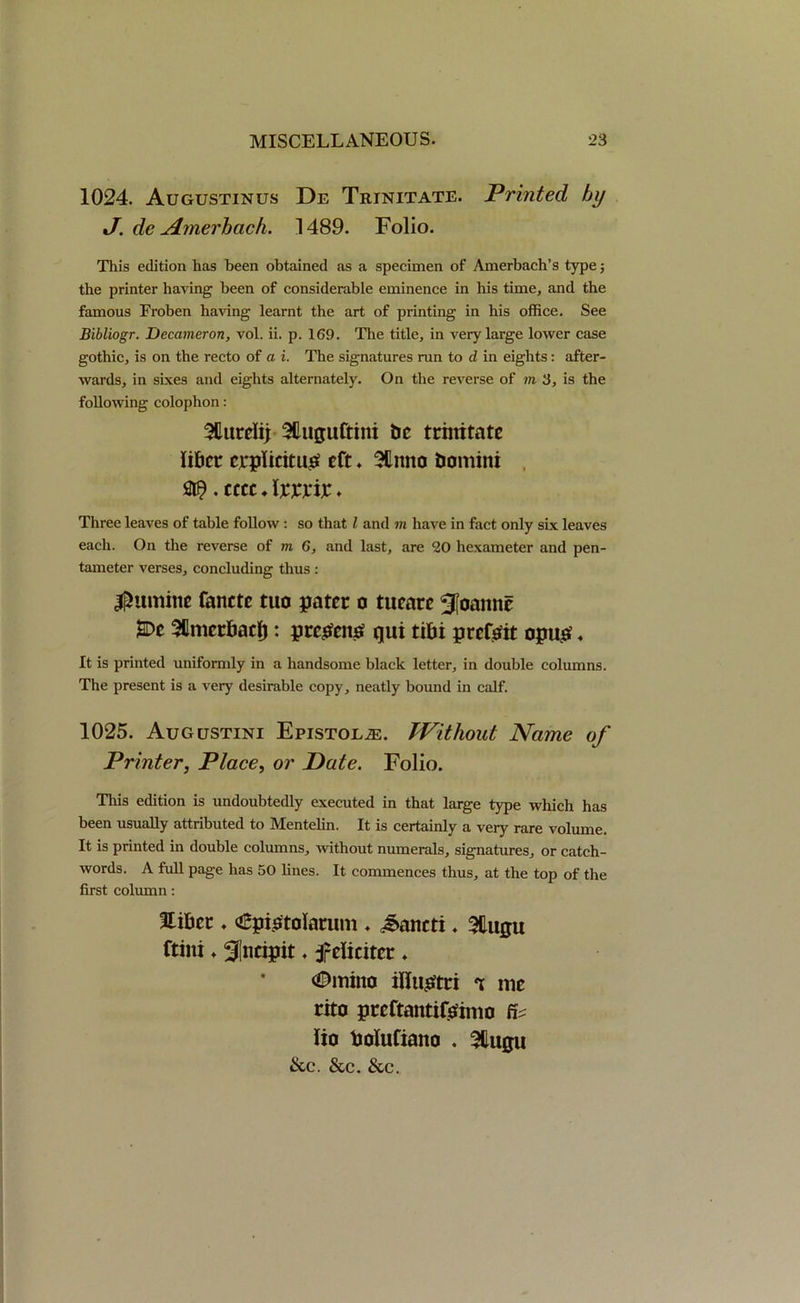 MISCELLANEOUS. 23
1024. Augustinus De Trinitate. Printed by
J. de Amerbach. 1489. Folio.
This edition has been obtained as a specimen of Amerbach's type;
the printer having been of considerable eminence in his time, and the
famous Froben having learnt the art of printing in his office. See
Bibliogr. Decameron, vol. ii. p. 169. The title, in very large lower case
gothic, is on the recto of a i. The signatures run to d in eights: after-
wards, in sixes and eights alternately. On the reverse of m 3, is the
following colophon:
Aurelij Auguſtini de trinitate
liber explicitus eſt. Anno domini
M. cccc. lxxxix.
Three leaves of table follow: so that l and m have in fact only six leaves
each. On the reverse of m 6, and last, are 20 hexameter and pen-
tameter verses, concluding thus:
Numine ſancte tuo pater o tueare Joannē
De Amerbach: presens qui tibi preſsit opus.
It is printed uniformly in a handsome black letter, in double columns.
The present is a very desirable copy, neatly bound in calf.
1025. Augustini Epistolæ. Without Name of
Printer, Place, or Date. Folio.
This edition is undoubtedly executed in that large type which has
been usually attributed to Mentelin. It is certainly a very rare volume.
It is printed in double columns, without numerals, signatures, or catch-
words. A full page has 50 lines. It commences thus, at the top of the
first column:
Liber. Epistolarum. Sancti. Augu
ſtini. Incipit. Feliciter.
Omino illustri ⁊ me
rito preſtantiſsimo fi⸗
lio voluſiano. Augu
&c. &c. &c.